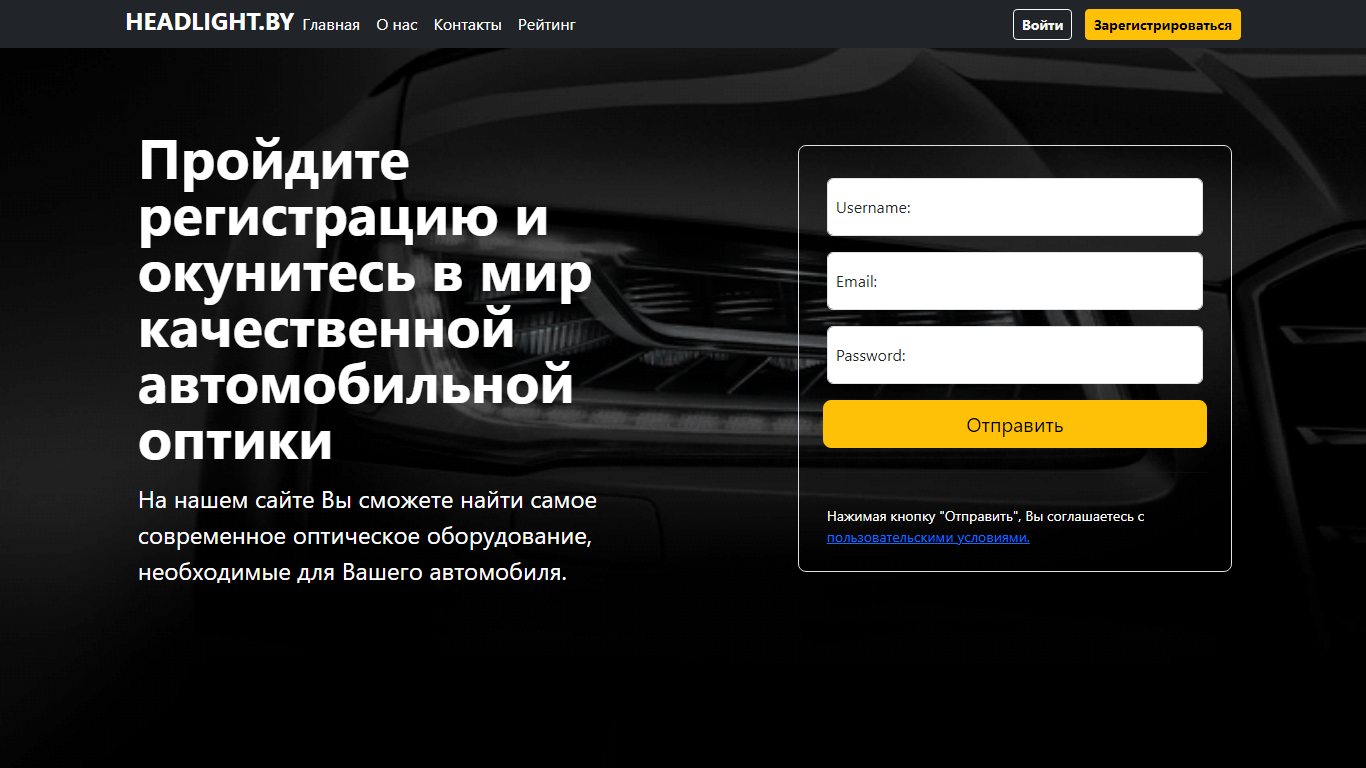 HEADLIGHT.BY Главная О нас Контакты Рейтинг Войти Зарегистрироваться
Пройдите
регистрацию и
окунитесь в мир
качественной
автомобильной
оптики
На нашем сайте Вы сможете найти самое
современное оптическое оборудование,
необходимые для Вашего автомобиля.
Username:
Email:
Password:
Отправить
Нажимая кнопку "Отправить", Вы соглашаетесь с
пользовательскими условиями.